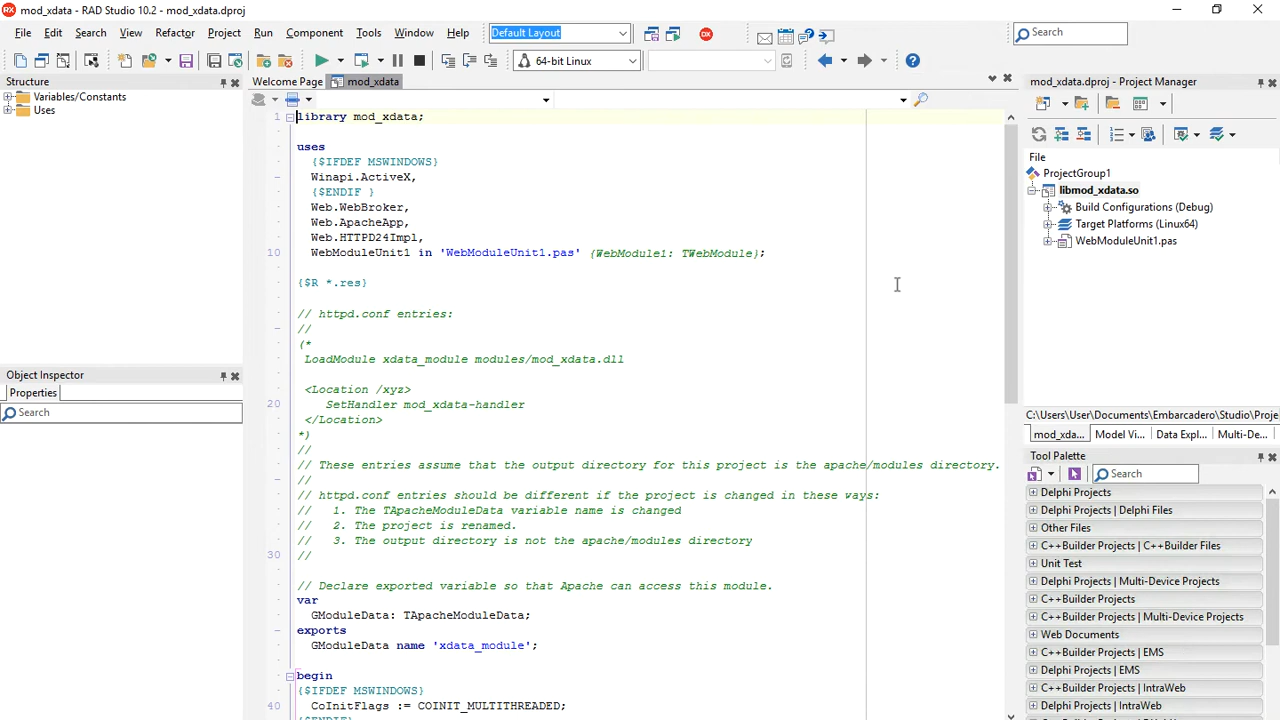 mod_xdata - RAD Studio 10.2 - mod_xdata.dproj
File Edit Search View Refactor Project Run Component Tools Window Help Default Layout Search
64-bit Linux
Structure
Variables/Constants
Uses
Object Inspector
Properties
Search
Welcome Page mod_xdata
1 library mod_xdata;
uses
{$IFDEF MSWINDOWS}
Winapi.ActiveX,
{$ENDIF }
Web.WebBroker,
Web.ApacheApp,
Web.HTTPD24Impl,
10 WebModuleUnit1 in 'WebModuleUnit1.pas' {WebModule1: TWebModule};
{$R *.res}
// httpd.conf entries:
//
(*
LoadModule xdata_module modules/mod_xdata.dll
<Location /xyz>
20 SetHandler mod_xdata-handler
</Location>
*)
//
// These entries assume that the output directory for this project is the apache/modules directory.
//
// httpd.conf entries should be different if the project is changed in these ways:
// 1. The TApacheModuleData variable name is changed
// 2. The project is renamed.
// 3. The output directory is not the apache/modules directory
30 //
// Declare exported variable so that Apache can access this module.
var
GModuleData: TApacheModuleData;
exports
GModuleData name 'xdata_module';
begin
{$IFDEF MSWINDOWS}
40 CoInitFlags := COINIT_MULTITHREADED;
{$ENDIF}
mod_xdata.dproj - Project Manager
File
ProjectGroup1
libmod_xdata.so
Build Configurations (Debug)
Target Platforms (Linux64)
WebModuleUnit1.pas
C:\Users\User\Documents\Embarcadero\Studio\Proje
mod_xda... Model Vi... Data Expl... Multi-De...
Tool Palette
Search
Delphi Projects
Delphi Projects | Delphi Files
Other Files
C++Builder Projects | C++Builder Files
Unit Test
Delphi Projects | Multi-Device Projects
C++Builder Projects
C++Builder Projects | Multi-Device Projects
Web Documents
C++Builder Projects | EMS
Delphi Projects | EMS
C++Builder Projects | IntraWeb
Delphi Projects | IntraWeb